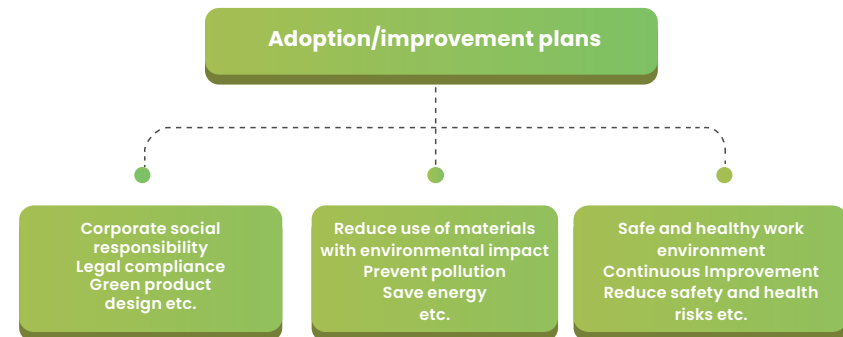 Adoption/improvement plans
Corporate social
responsibility
Legal compliance
Green product
design etc.
Reduce use of materials
with environmental impact
Prevent pollution
Save energy
etc.
Safe and healthy work
environment
Continuous Improvement
Reduce safety and health
risks etc.